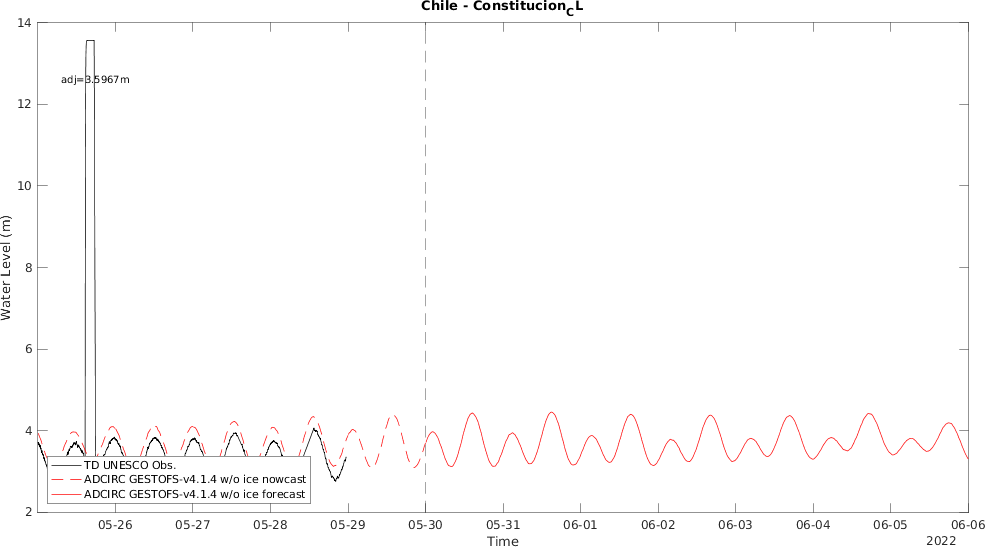 Chile - Constitucion_CL
14
12
10
8
6
4
2
Water Level (m)
adj=3.5967m
TD UNESCO Obs.
ADCIRC GESTOFS-v4.1.4 w/o ice nowcast
ADCIRC GESTOFS-v4.1.4 w/o ice forecast
05-26 05-27 05-28 05-29 05-30 05-31 06-01 06-02 06-03 06-04 06-05 06-06
Time
2022